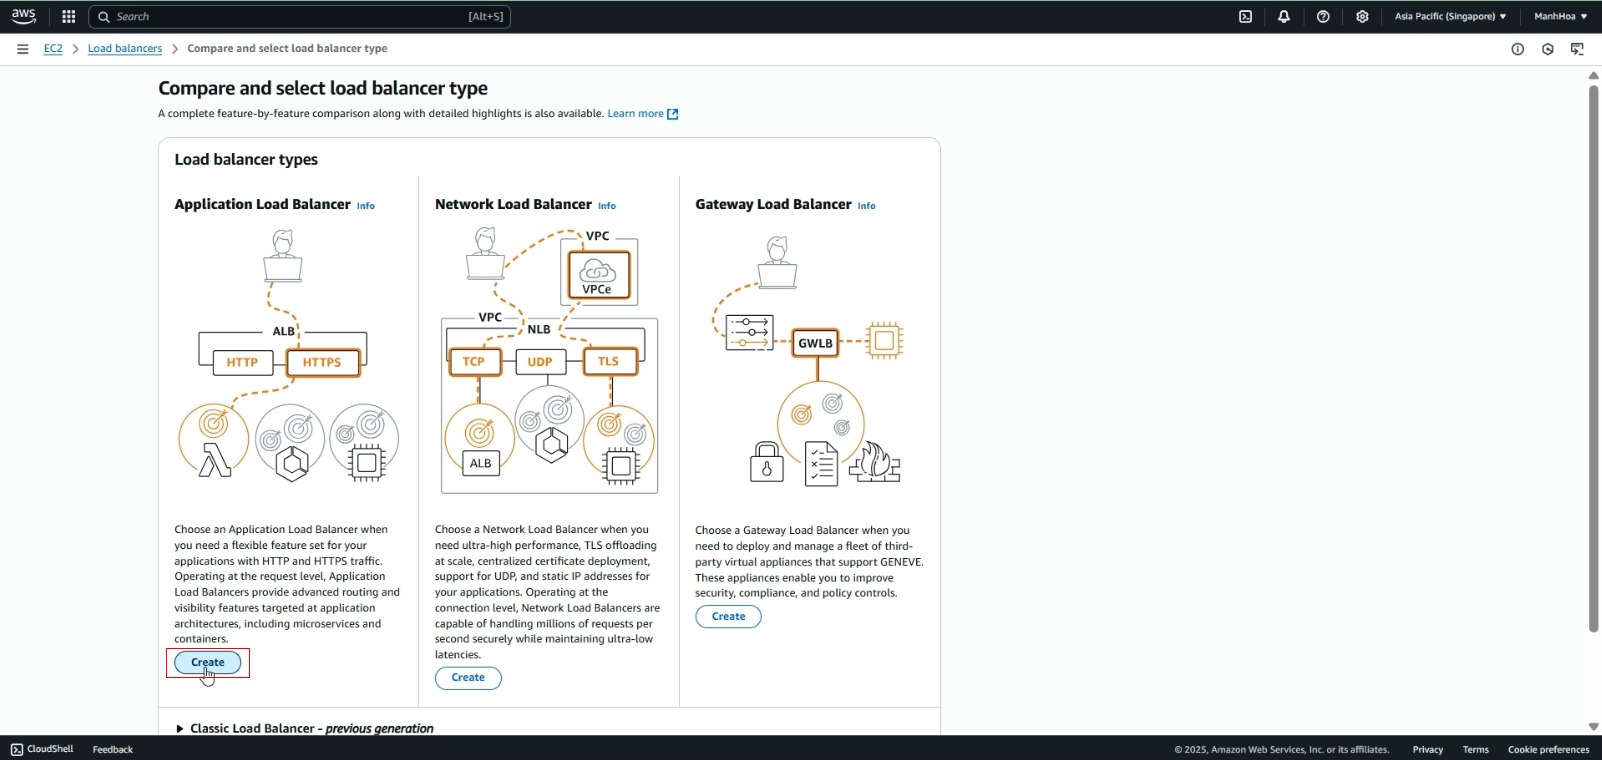 aws
Search
[Alt+S]
Asia Pacific (Singapore) ▼
ManhHoa ▼
EC2 > Load balancers > Compare and select load balancer type
Compare and select load balancer type
A complete feature-by-feature comparison along with detailed highlights is also available. Learn more
Load balancer types
Application Load Balancer Info
ALB
HTTP
HTTPS
Choose an Application Load Balancer when
you need a flexible feature set for your
applications with HTTP and HTTPS traffic.
Operating at the request level, Application
Load Balancers provide advanced routing and
visibility features targeted at application
architectures, including microservices and
containers.
Create
Network Load Balancer Info
VPC
VPCe
VPC
NLB
TCP
UDP
TLS
ALB
Choose a Network Load Balancer when you
need ultra-high performance, TLS offloading
at scale, centralized certificate deployment,
support for UDP, and static IP addresses for
your applications. Operating at the
connection level, Network Load Balancers are
capable of handling millions of requests per
second securely while maintaining ultra-low
latencies.
Create
Gateway Load Balancer Info
GWLB
Choose a Gateway Load Balancer when you
need to deploy and manage a fleet of third-
party virtual appliances that support GENEVE.
These appliances enable you to improve
security, compliance, and policy controls.
Create
Classic Load Balancer - previous generation
CloudShell
Feedback
© 2025, Amazon Web Services, Inc. or its affiliates.
Privacy
Terms
Cookie preferences